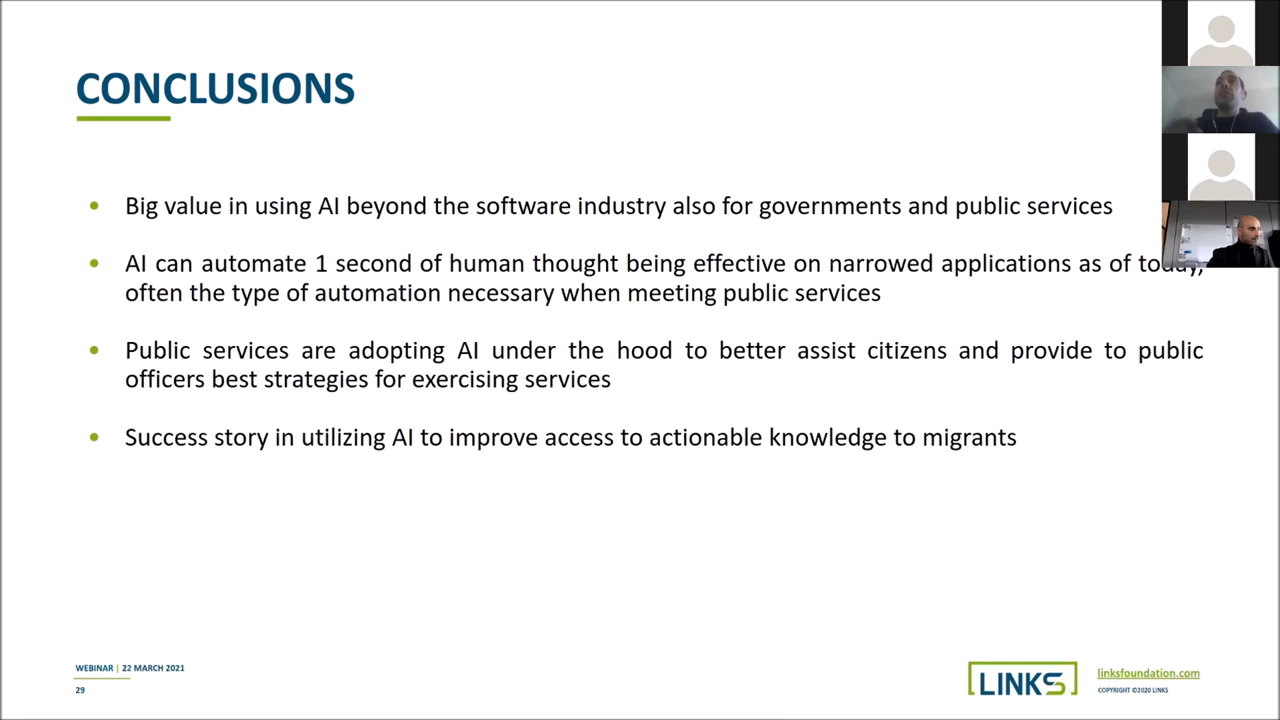 CONCLUSIONS
• Big value in using AI beyond the software industry also for governments and public services
• AI can automate 1 second of human thought being effective on narrowed applications as of today,
often the type of automation necessary when meeting public services
• Public services are adopting AI under the hood to better assist citizens and provide to public
officers best strategies for exercising services
• Success story in utilizing AI to improve access to actionable knowledge to migrants
WEBINAR | 22 MARCH 2021
29
LINKS
linksfoundation.com
COPYRIGHT ©2020 LINKS